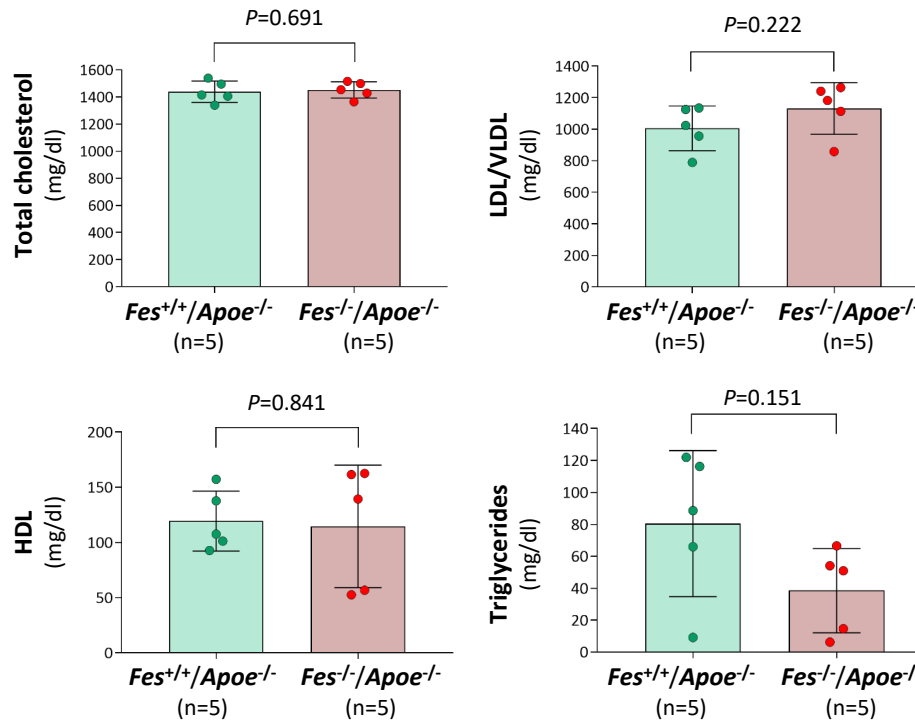 P=0.691
Total cholesterol
(mg/dl)
1600
1400
1200
1000
800
600
400
200
0
Fes⁺/⁺/Apoe⁻/⁻
(n=5)
Fes⁻/⁻/Apoe⁻/⁻
(n=5)
P=0.222
LDL/VLDL
(mg/dl)
1400
1200
1000
800
600
400
200
0
Fes⁺/⁺/Apoe⁻/⁻
(n=5)
Fes⁻/⁻/Apoe⁻/⁻
(n=5)
P=0.841
HDL
(mg/dl)
200
150
100
50
0
Fes⁺/⁺/Apoe⁻/⁻
(n=5)
Fes⁻/⁻/Apoe⁻/⁻
(n=5)
P=0.151
Triglycerides
(mg/dl)
140
120
100
80
60
40
20
0
Fes⁺/⁺/Apoe⁻/⁻
(n=5)
Fes⁻/⁻/Apoe⁻/⁻
(n=5)